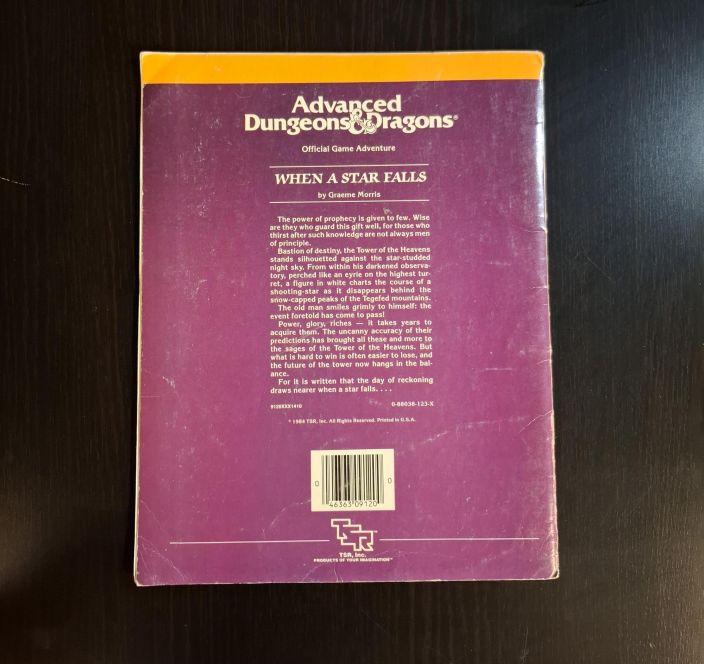 Advanced
Dungeons & Dragons®
Official Game Adventure
WHEN A STAR FALLS
by Graeme Morris
The power of prophecy is given to few. Wise
are they who guard this gift well, for those who
thirst after such knowledge are not always men
of principle.
Bastion of destiny, the Tower of the Heavens
stands silhouetted against the star-studded
night sky. From within his darkened observa-
tory, perched like an eyrie on the highest tur-
ret, a figure in white charts the course of a
shooting-star as it disappears behind the
snow-capped peaks of the Tegefed mountains.
The old man smiles grimly to himself: the
event foretold has come to pass!
Power, glory, riches — it takes years to
acquire them. The uncanny accuracy of their
predictions has brought all these and more to
the sages of the Tower of the Heavens. But
what is hard to win is often easier to lose, and
the future of the tower now hangs in the bal-
ance.
For it is written that the day of reckoning
draws nearer when a star falls. . . .
9120XXX1410 0-88038-123-X
© 1984 TSR, Inc. All Rights Reserved. Printed in U.S.A.
0 46363 09120 0
TSR
TSR, Inc.
PRODUCTS OF YOUR IMAGINATION™